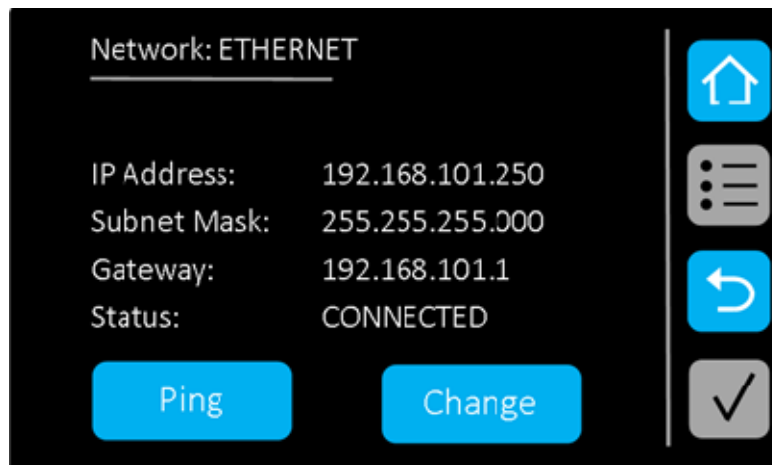 Network: ETHERNET
IP Address: 192.168.101.250
Subnet Mask: 255.255.255.000
Gateway: 192.168.101.1
Status: CONNECTED
Ping Change